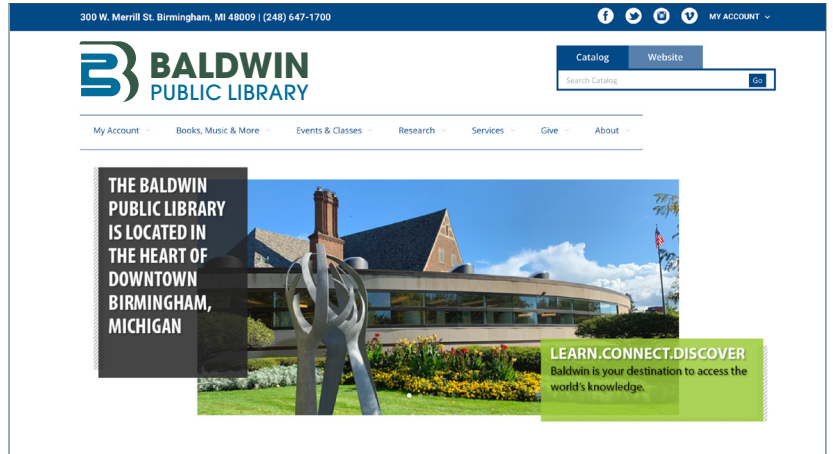 300 W. Merrill St. Birmingham, MI 48009 | (248) 647-1700
MY ACCOUNT
BALDWIN
PUBLIC LIBRARY
Catalog Website
Search Catalog Go
My Account Books, Music & More Events & Classes Research Services Give About
THE BALDWIN
PUBLIC LIBRARY
IS LOCATED IN
THE HEART OF
DOWNTOWN
BIRMINGHAM,
MICHIGAN
LEARN.CONNECT.DISCOVER
Baldwin is your destination to access the
world's knowledge.